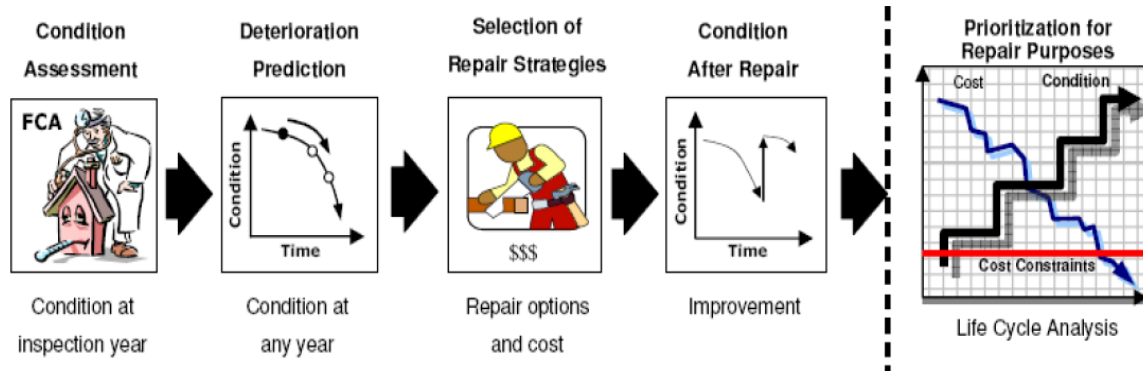 Condition
Assessment
FCA
Condition at
inspection year
Deterioration
Prediction
Condition
Time
Condition at
any year
Selection of
Repair Strategies
$$$
Repair options
and cost
Condition
After Repair
Condition
Time
Improvement
Prioritization for
Repair Purposes
Cost
Condition
Cost Constraints
Life Cycle Analysis